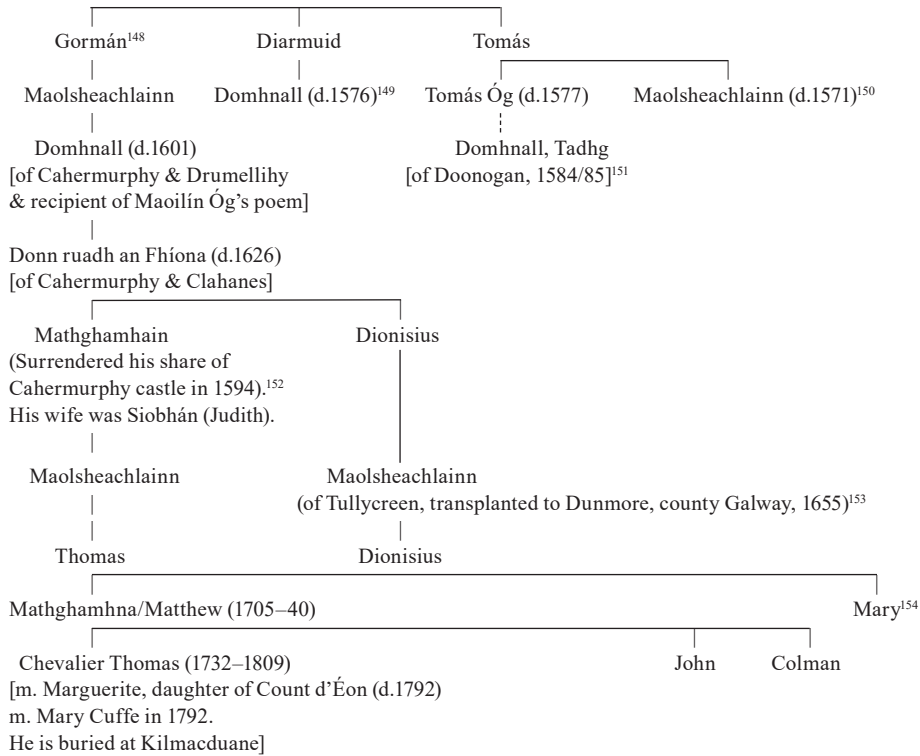 Gormán¹⁴⁸ Diarmuid Tomás
Maolsheachlainn Domhnall (d.1576)¹⁴⁹ Tomás Óg (d.1577) Maolsheachlainn (d.1571)¹⁵⁰
Domhnall (d.1601) Domhnall, Tadhg
[of Cahermurphy & Drumellihy [of Doonogan, 1584/85]¹⁵¹
& recipient of Maoilín Óg's poem]
Donn ruadh an Fhíona (d.1626)
[of Cahermurphy & Clahanes]
Mathghamhain Dionisius
(Surrendered his share of
Cahermurphy castle in 1594).¹⁵²
His wife was Siobhán (Judith).
Maolsheachlainn Maolsheachlainn
(of Tullycreen, transplanted to Dunmore, county Galway, 1655)¹⁵³
Thomas Dionisius
Mathghamhna/Matthew (1705–40) Mary¹⁵⁴
Chevalier Thomas (1732–1809) John Colman
[m. Marguerite, daughter of Count d'Éon (d.1792)
m. Mary Cuffe in 1792.
He is buried at Kilmacduane]